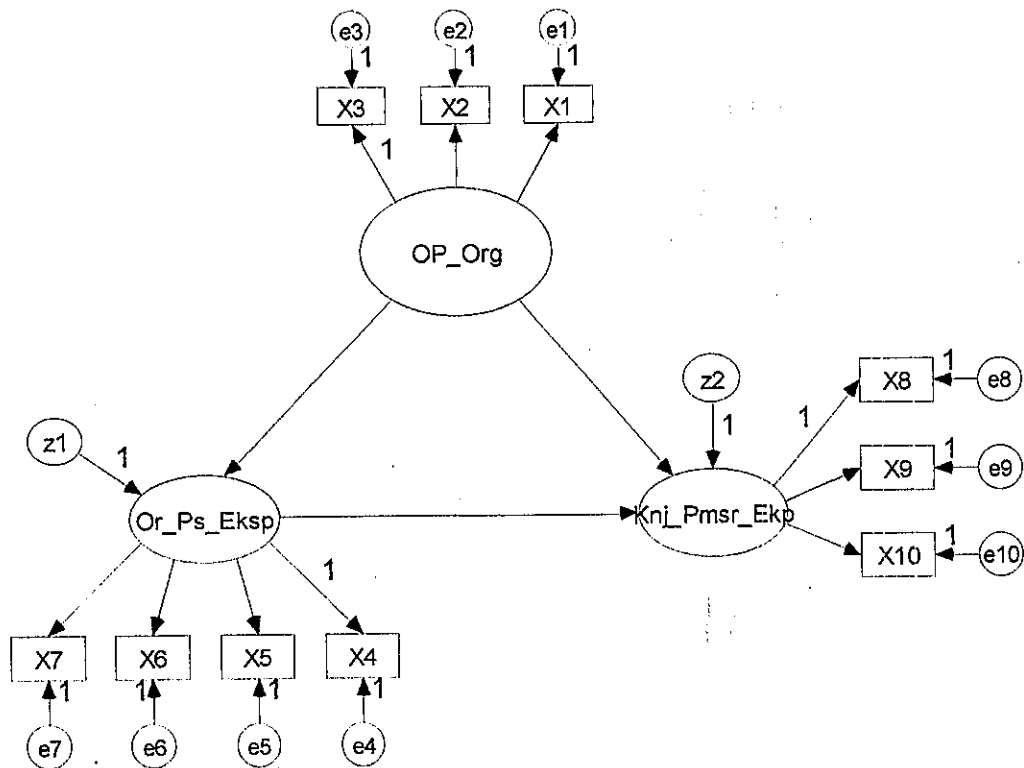 e3 e2 e1
1 1 1
X3 X2 X1
1
OP_Org
z2
1
X8
1
e8
1
1
z1
1
X9
1
e9
Or_Ps_Eksp
Knj_Pmsr_Ekp
X10
1
e10
1
X7 X6 X5 X4
1 1 1 1
e7 e6 e5 e4